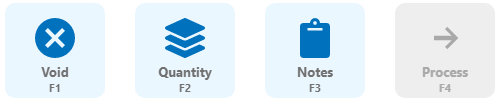 Void Quantity Notes Process
F1 F2 F3 F4